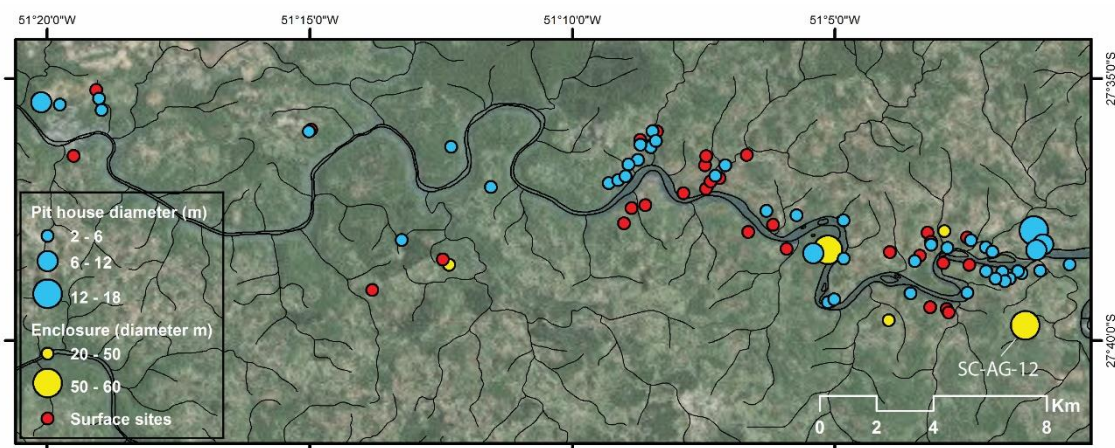 51°20'0"W 51°15'0"W 51°10'0"W 51°50'0"W
27°35'0"S
Pit house diameter (m)
2 - 6
6 - 12
12 - 18
Enclosure (diameter m)
20 - 50
50 - 60
Surface sites
27°40'0"S
SC-AG-12
Km
0 2 4 8